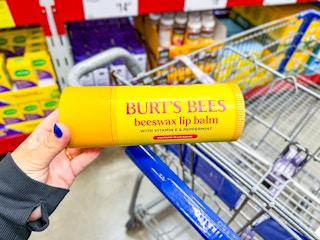 BURT'S BEES
beeswax lip balm
WITH VITAMIN E & PEPPERMINT